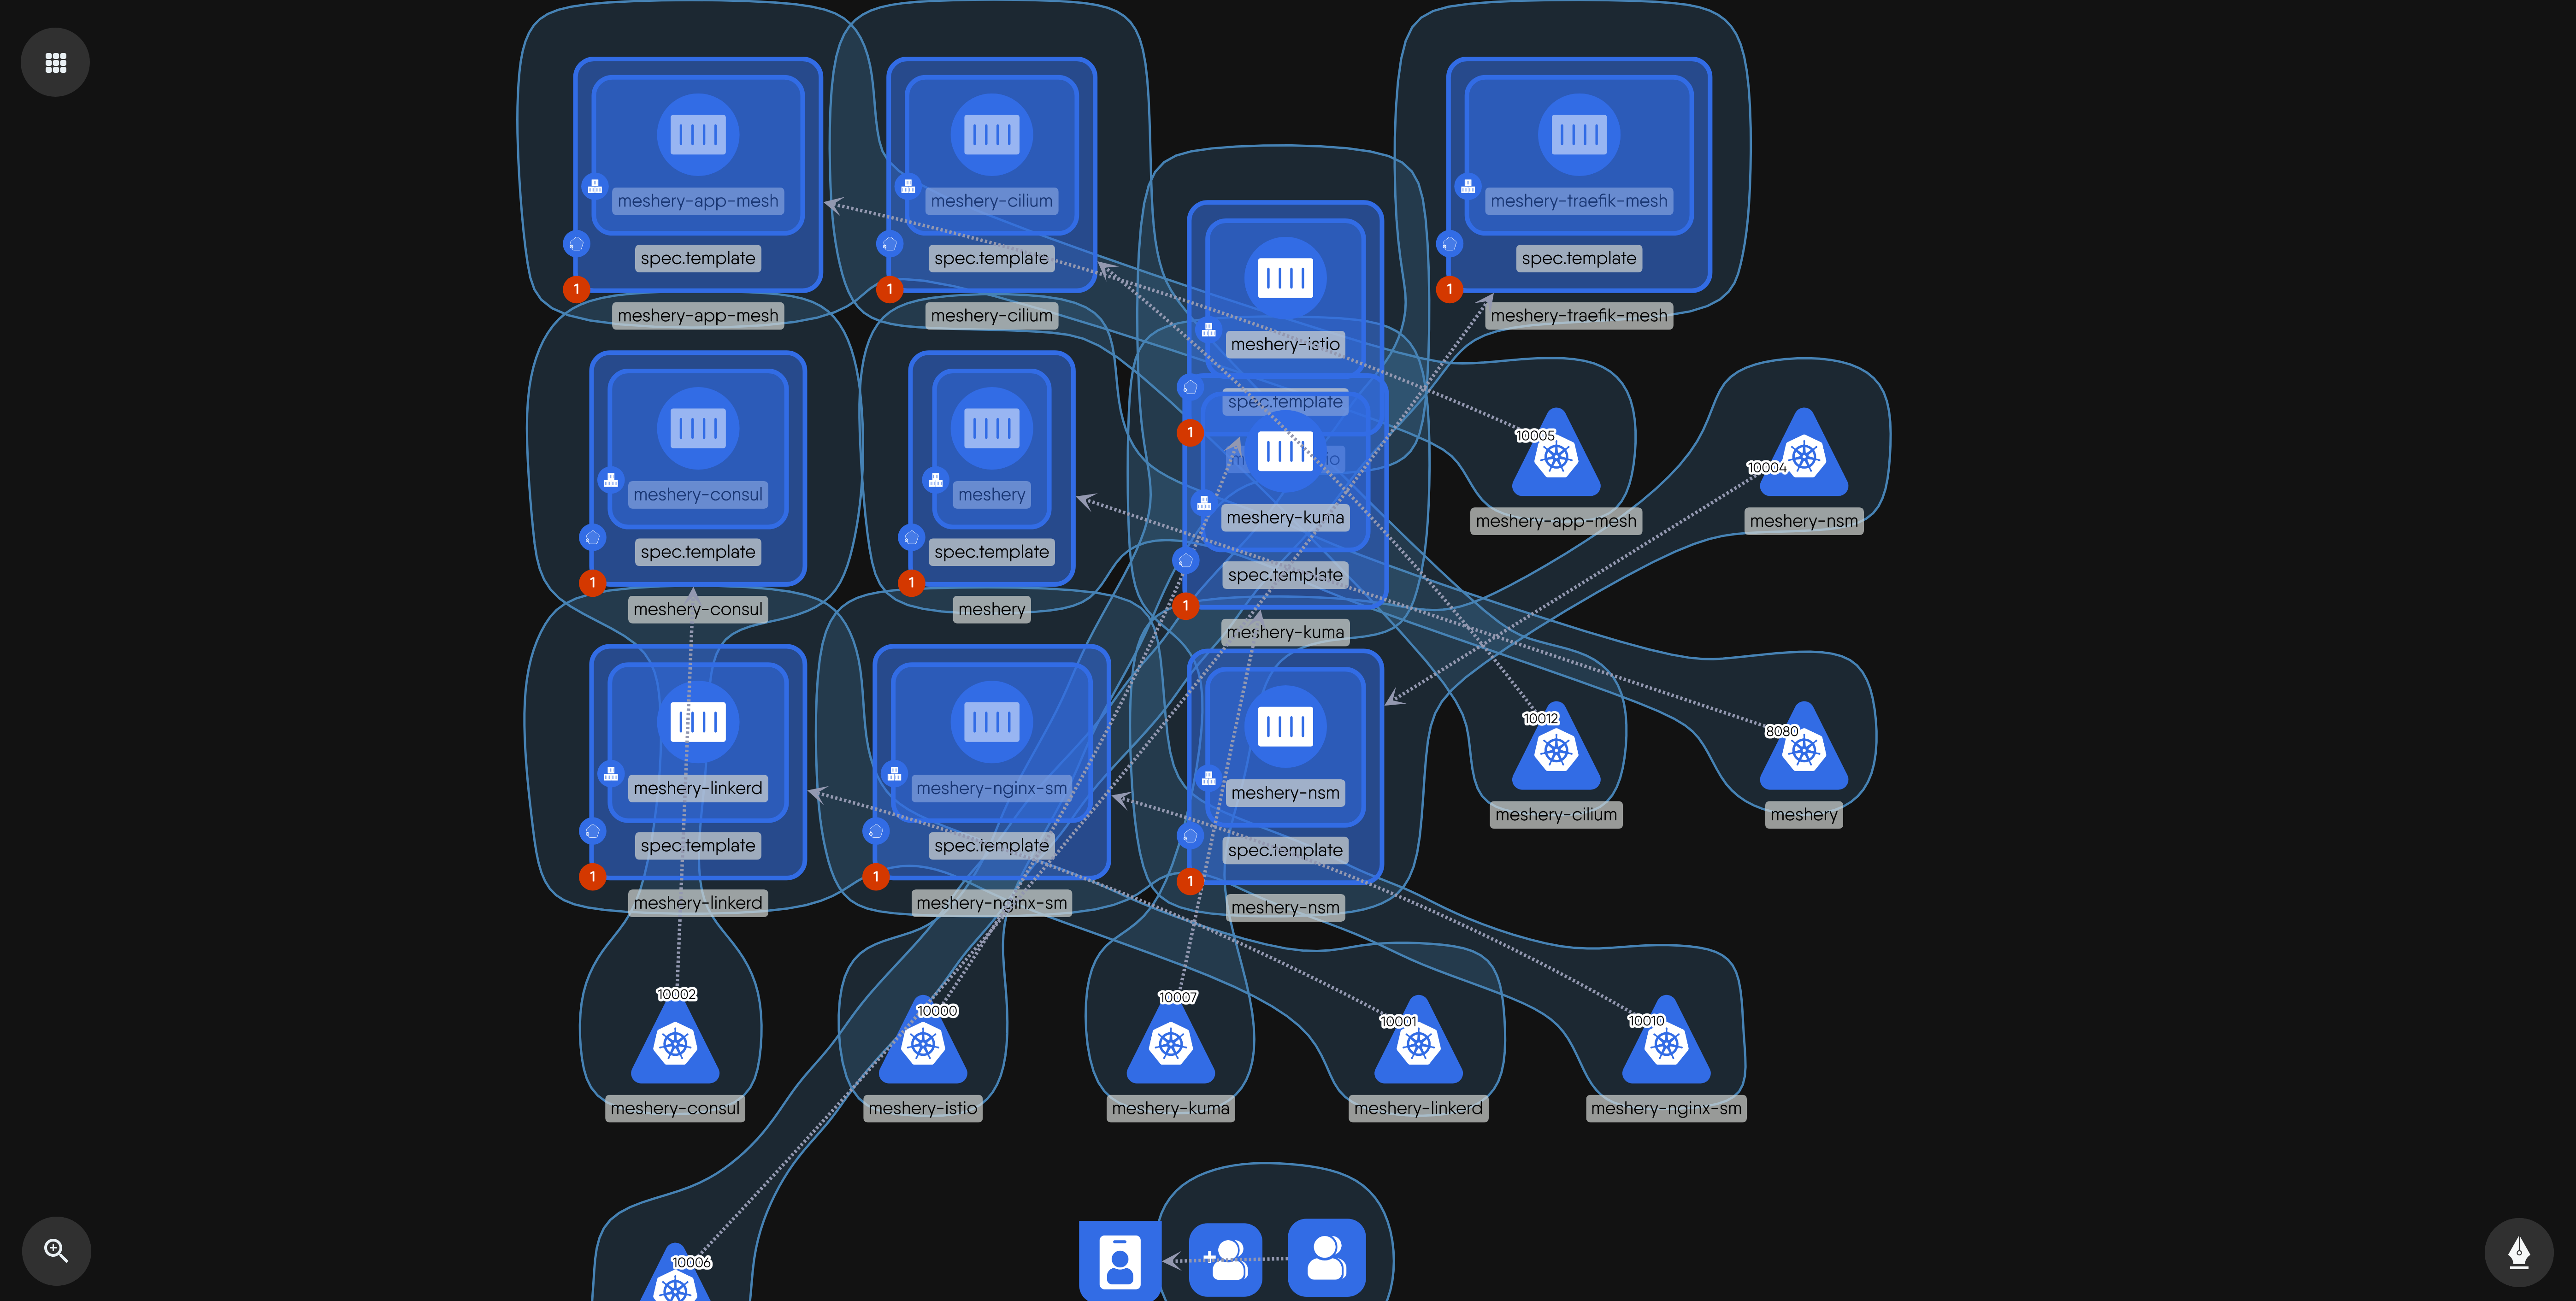 meshery-app-mesh
spec.template
1
meshery-app-mesh
meshery-cilium
spec.template
1
meshery-cilium
meshery-traefik-mesh
spec.template
1
meshery-traefik-mesh
meshery-istio
spec.template
1
meshery-consul
spec.template
1
meshery-consul
meshery
spec.template
1
meshery
meshery-kuma
spec.template
1
meshery-kuma
10005
meshery-app-mesh
10004
meshery-nsm
meshery-linkerd
spec.template
1
meshery-linkerd
meshery-nginx-sm
spec.template
1
meshery-nginx-sm
meshery-nsm
spec.template
1
meshery-nsm
10012
meshery-cilium
8080
meshery
10002
meshery-consul
10000
meshery-istio
10007
meshery-kuma
10001
meshery-linkerd
10010
meshery-nginx-sm
10006